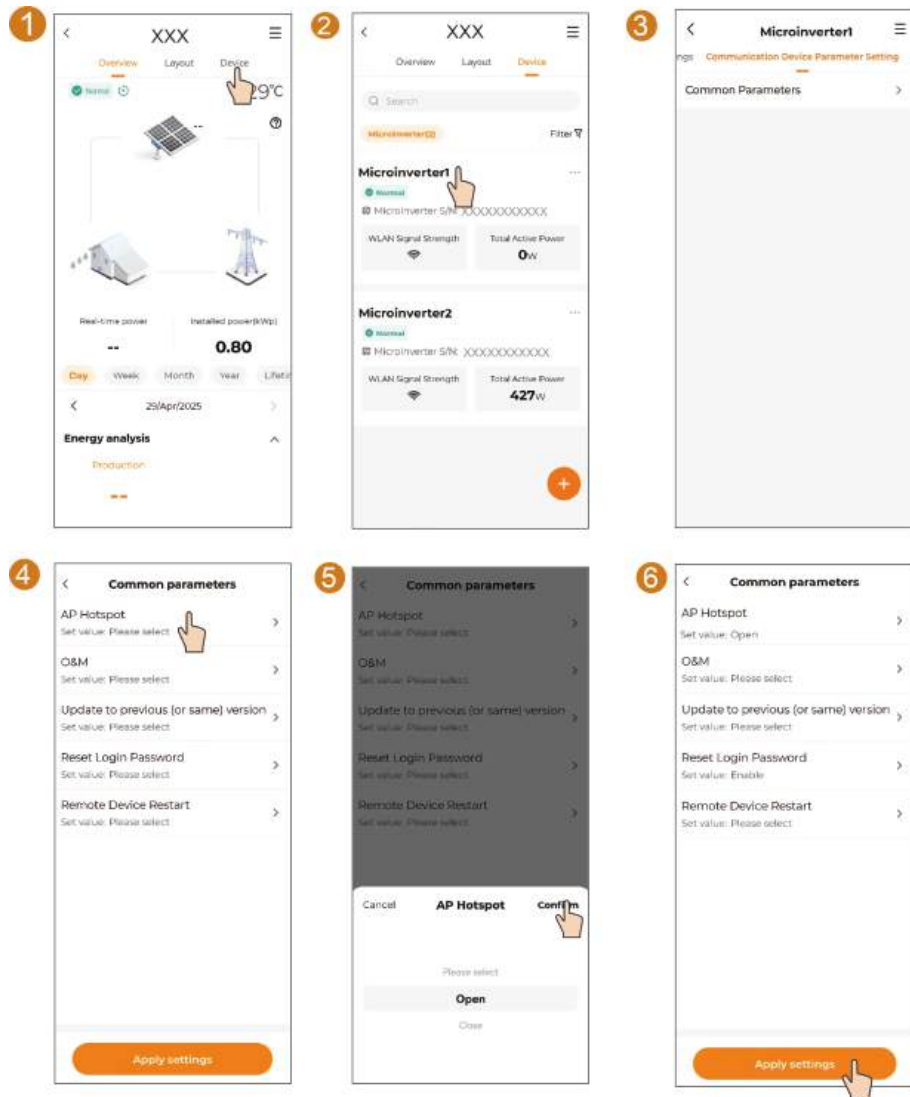 1
XXX
Overview Layout Device
Normal 29°C
--
Real-time power Installed power(kWp)
-- 0.80
Day Week Month Year Lifeti
29/Apr/2025
Energy analysis
Production
--
2
XXX
Overview Layout Device
Search
Microinverter(2) Filter
Microinverter1 ...
Normal
Microinverter S/N: XXXXXXXXXXX
WLAN Signal Strength Total Active Power
0W
Microinverter2 ...
Normal
Microinverter S/N: XXXXXXXXXXX
WLAN Signal Strength Total Active Power
427W
+
3
Microinverter1
ngs Communication Device Parameter Setting
Common Parameters
4
Common parameters
AP Hotspot
Set value: Please select
O&M
Set value: Please select
Update to previous (or same) version
Set value: Please select
Reset Login Password
Set value: Please select
Remote Device Restart
Set value: Please select
Apply settings
5
Common parameters
AP Hotspot
Set value: Please select
O&M
Set value: Please select
Update to previous (or same) version
Set value: Please select
Reset Login Password
Set value: Please select
Remote Device Restart
Set value: Please select
Cancel AP Hotspot Confirm
Please select
Open
Close
6
Common parameters
AP Hotspot
Set value: Open
O&M
Set value: Please select
Update to previous (or same) version
Set value: Please select
Reset Login Password
Set value: Enable
Remote Device Restart
Set value: Please select
Apply settings